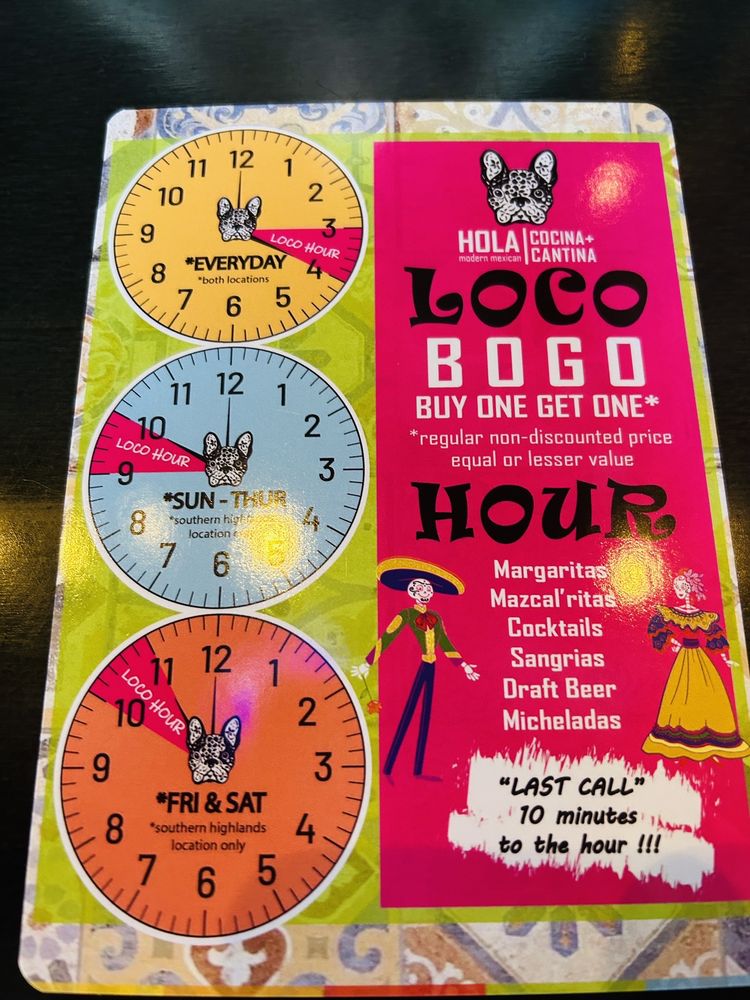 12
11
1
10
2
9
3
LOCO HOUR
8
4
*EVERYDAY
*both locations
7
5
6
12
11
1
10
2
LOCO HOUR
9
3
*SUN - THUR
8
4
*southern
location
7
5
6
12
11
1
LOCO HOUR
10
2
9
3
*FRI & SAT
8
4
*southern highlands
location only
7
5
6
HOLA
modern mexican
COCINA+
CANTINA
LOCO
BOGO
BUY ONE GET ONE*
*regular non-discounted price
equal or lesser value
HOUR
Margaritas
Mazcal'ritas
Cocktails
Sangrias
Draft Beer
Micheladas
"LAST CALL"
10 minutes
to the hour !!!